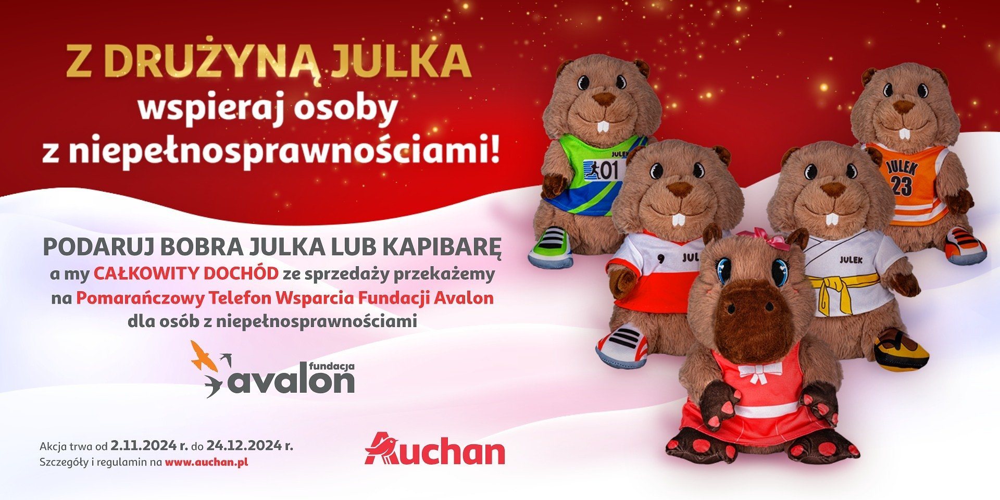 Z DRUŻYNĄ JULKA
wspieraj osoby
z niepełnosprawnościami!
PODARUJ BOBRA JULKA LUB KAPIBARĘ
a my CAŁKOWITY DOCHÓD ze sprzedaży przekażemy
na Pomarańczowy Telefon Wsparcia Fundacji Avalon
dla osób z niepełnosprawnościami
fundacja
avalon
Akcja trwa od 2.11.2024 r. do 24.12.2024 r.
Szczegóły i regulamin na www.auchan.pl
Auchan
JULEK
01
9 JUL
JULEK
JULEK
23